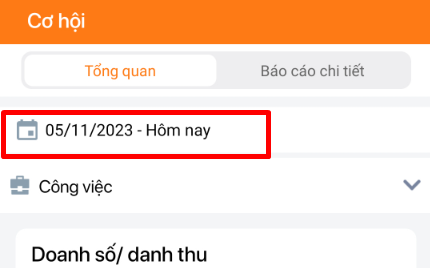 Cơ hội
Tổng quan
Báo cáo chi tiết
05/11/2023 - Hôm nay
Công việc
Doanh số/ danh thu